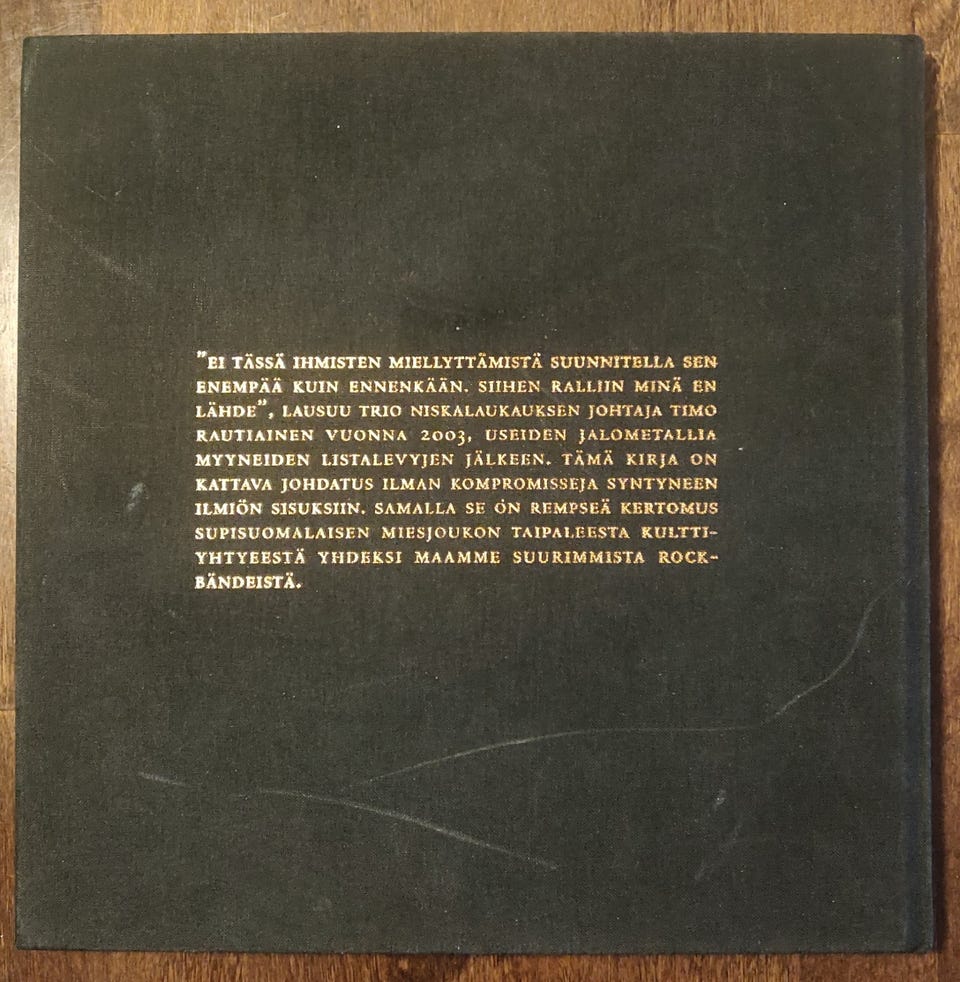 ”EI TÄSSÄ IHMISTEN MIELLYTTÄMISTÄ SUUNNITELLA SEN
ENEMPÄÄ KUIN ENNENKÄÄN. SIIHEN RALLIIN MINÄ EN
LÄHDE”, LAUSUU TRIO NISKALAUKAUKSEN JOHTAJA TIMO
RAUTIAINEN VUONNA 2003, USEIDEN JALOMETALLIA
MYYNEIDEN LISTALEVYJEN JÄLKEEN. TÄMÄ KIRJA ON
KATTAVA JOHDATUS ILMAN KOMPROMISSEJA SYNTYNEEN
ILMIÖN SISUKSIIN. SAMALLA SE ON REMPSEÄ KERTOMUS
SUPISUOMALAISEN MIESJOUKON TAIPALEESTA KULTTI-
YHTYEESTÄ YHDEKSI MAAMME SUURIMMISTA ROCK-
BÄNDEISTÄ.